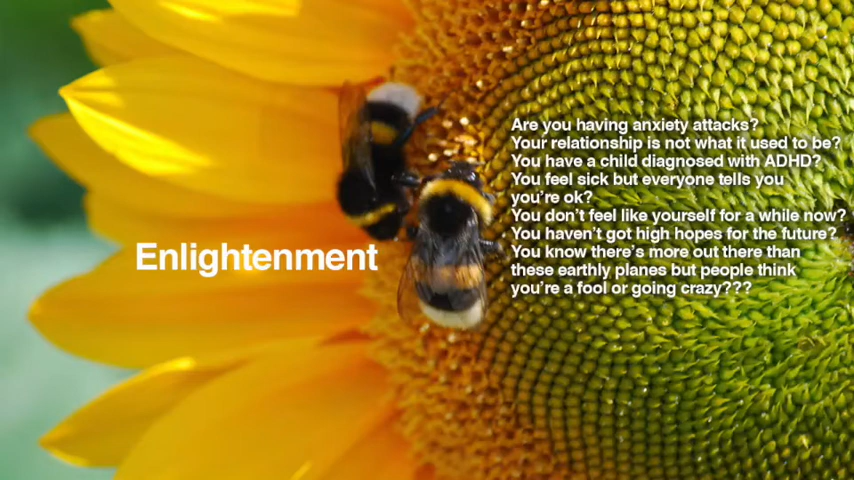 Enlightenment
Are you having anxiety attacks?
Your relationship is not what it used to be?
You have a child diagnosed with ADHD?
You feel sick but everyone tells you
you're ok?
You don't feel like yourself for a while now?
You haven't got high hopes for the future?
You know there's more out there than
these earthly planes but people think
you're a fool or going crazy???